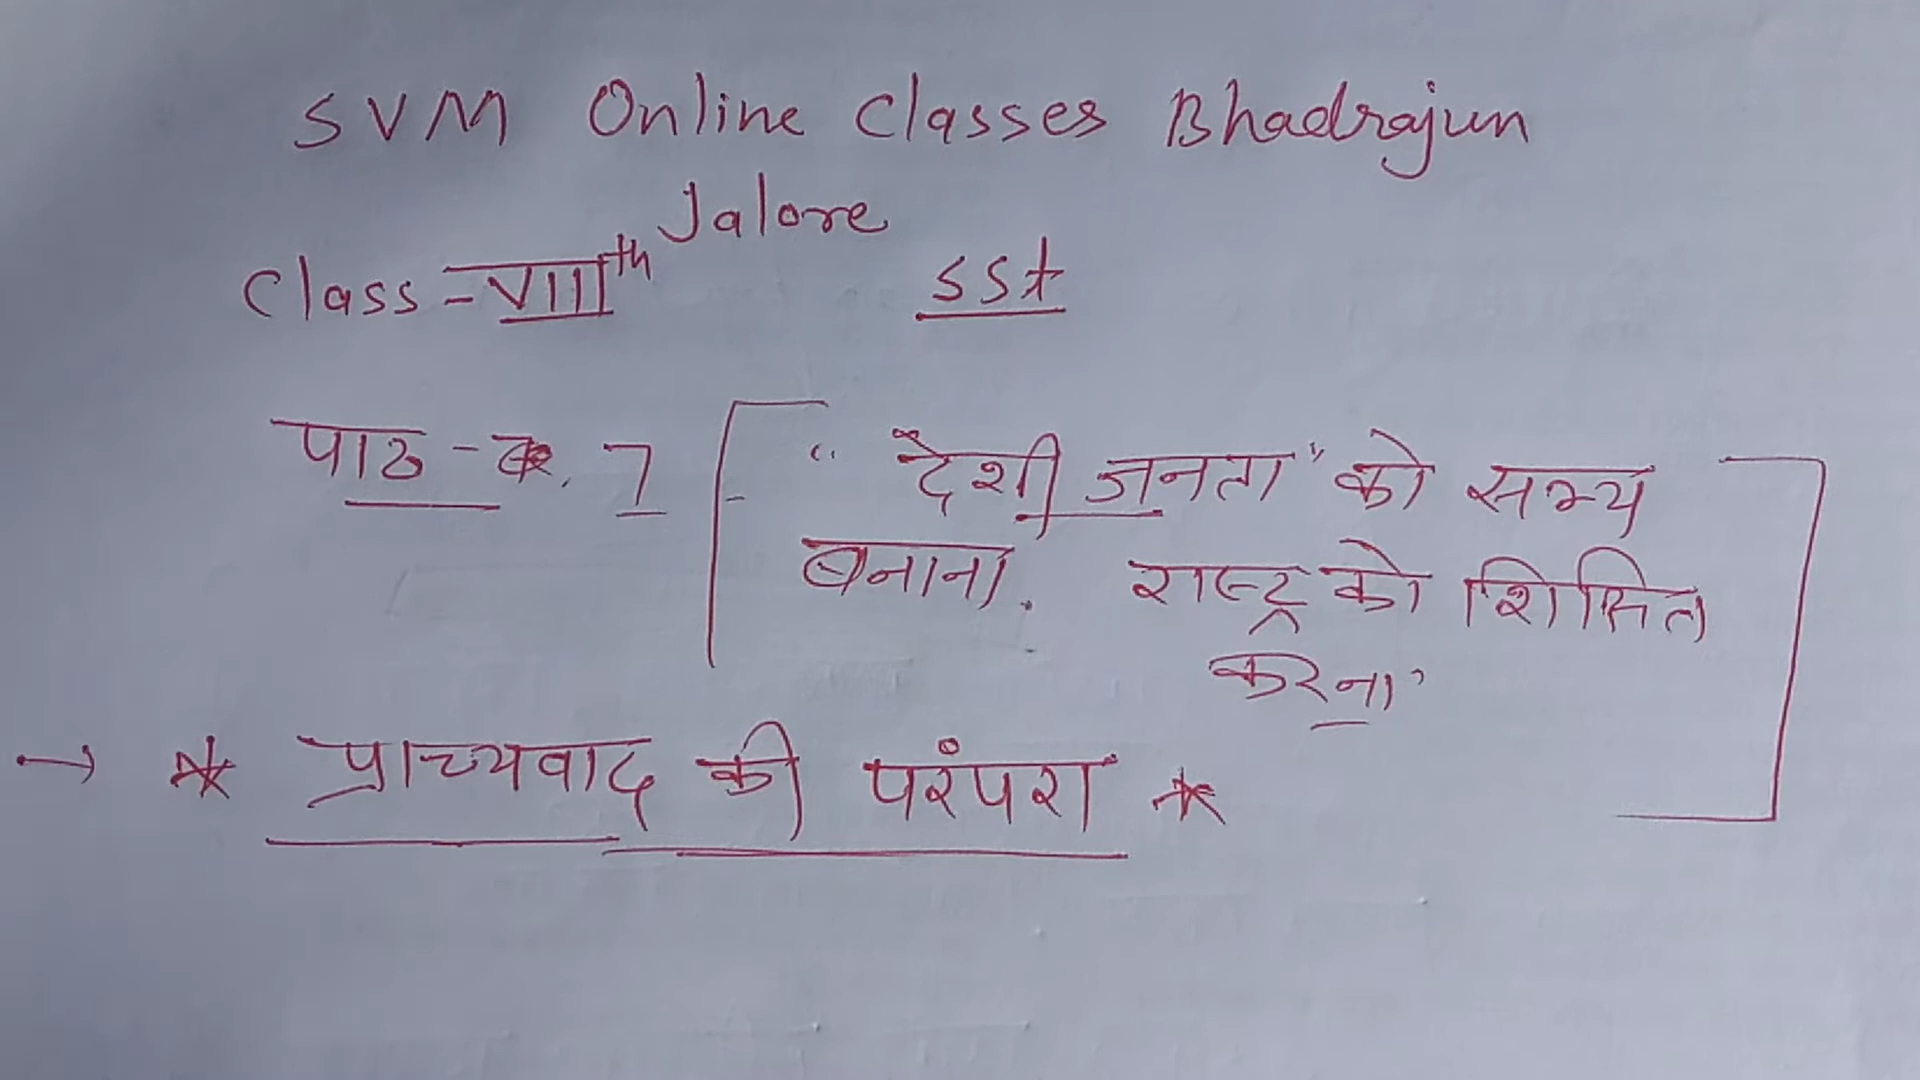 SVM Online Classes Bhadrajun
Jalore
Class = VIIIth SSt
पाठ - क्र. 7 - "देशी जनता" को सभ्य
बनाना. राष्ट्र को शिक्षित
करना'
→ * प्राच्यवाद की परंपरा *